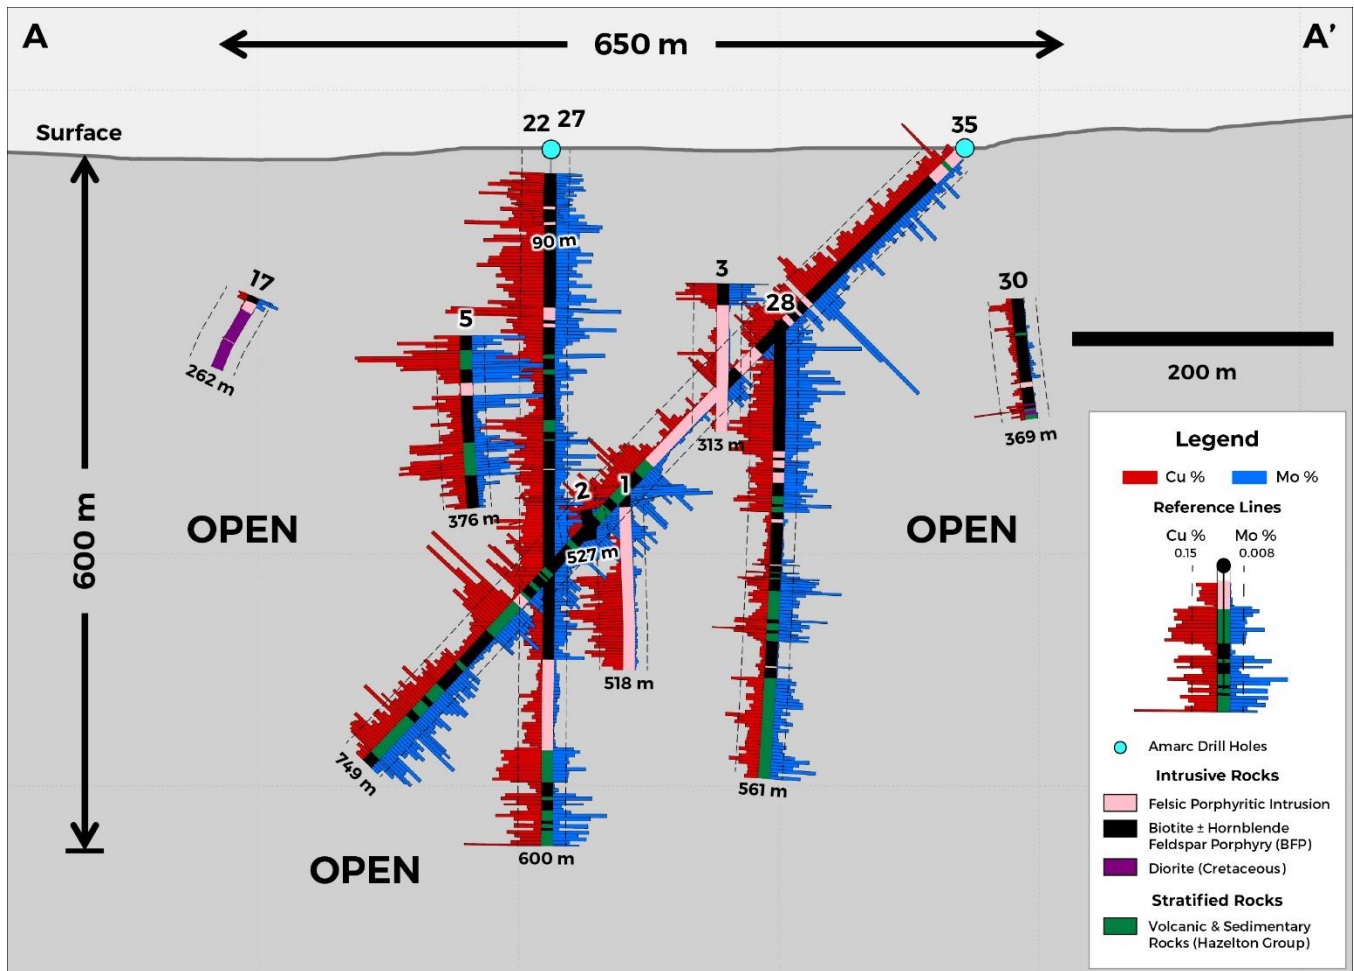 A
650 m
A'
Surface
22 27
35
90 m
17
5
3
28
30
262 m
200 m
376 m
313 m
369 m
2
1
600 m
OPEN
OPEN
527 m
518 m
749 m
600 m
561 m
OPEN
Legend
Cu % Mo %
Reference Lines
Cu % Mo %
0.15 0.008
Amarc Drill Holes
Intrusive Rocks
Felsic Porphyritic Intrusion
Biotite ± Hornblende
Feldspar Porphyry (BFP)
Diorite (Cretaceous)
Stratified Rocks
Volcanic & Sedimentary
Rocks (Hazelton Group)